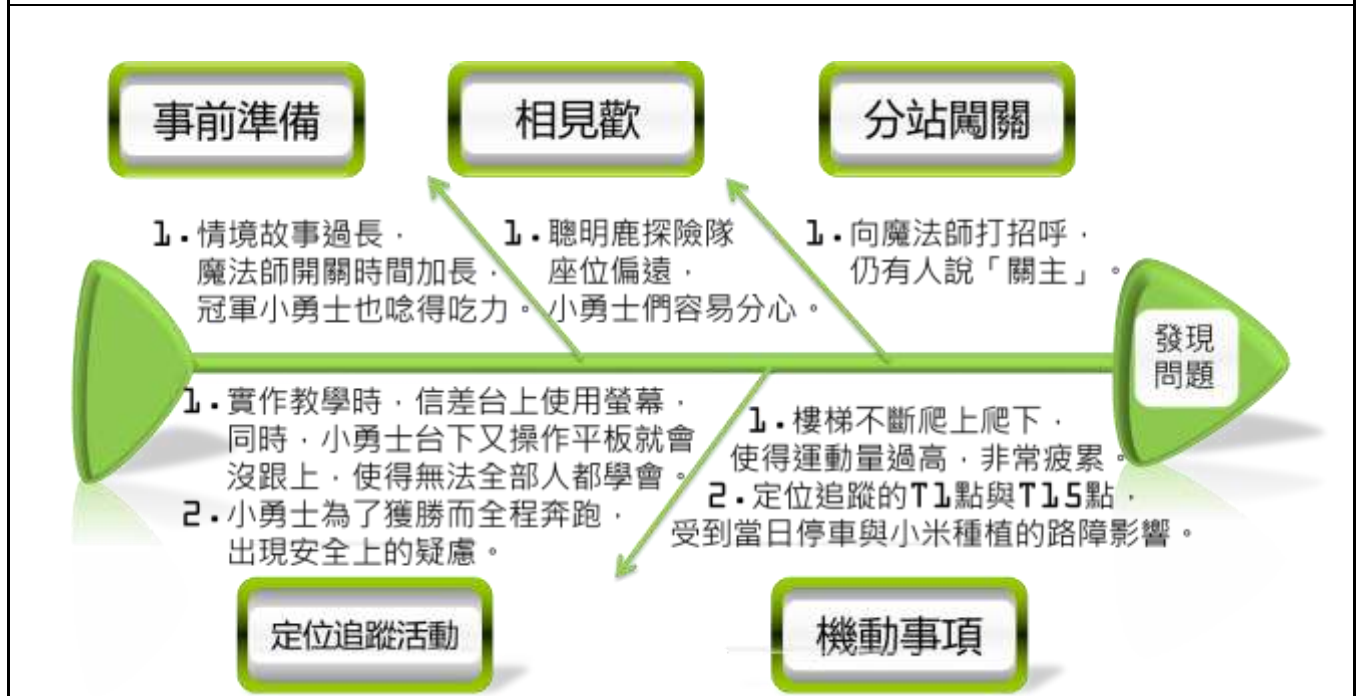 事前準備
相見歡
分站闖關
1.情境故事過長，
魔法師開關時間加長，
冠軍小勇士也唸得吃力。
1.聰明鹿探險隊
座位偏遠，
小勇士們容易分心。
1.向魔法師打招呼，
仍有人說「關主」。
發現
問題
1.實作教學時，信差台上使用螢幕，
同時，小勇士台下又操作平板就會
沒跟上，使得無法全部人都學會。
2.小勇士為了獲勝而全程奔跑，
出現安全上的疑慮。
1.樓梯不斷爬上爬下，
使得運動量過高，非常疲累。
2.定位追蹤的T1點與T15點，
受到當日停車與小米種植的路障影響。
定位追蹤活動
機動事項